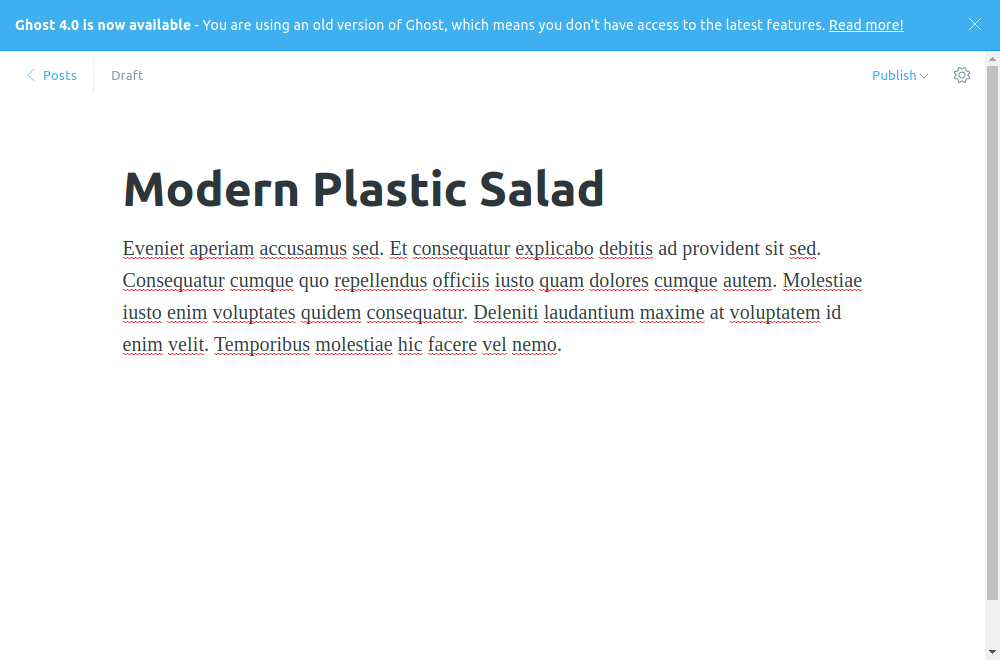 Ghost 4.0 is now available - You are using an old version of Ghost, which means you don't have access to the latest features. Read more!
Posts
Draft
Publish
Modern Plastic Salad
Eveniet aperiam accusamus sed. Et consequatur explicabo debitis ad provident sit sed.
Consequatur cumque quo repellendus officiis iusto quam dolores cumque autem. Molestiae
iusto enim voluptates quidem consequatur. Deleniti laudantium maxime at voluptatem id
enim velit. Temporibus molestiae hic facere vel nemo.